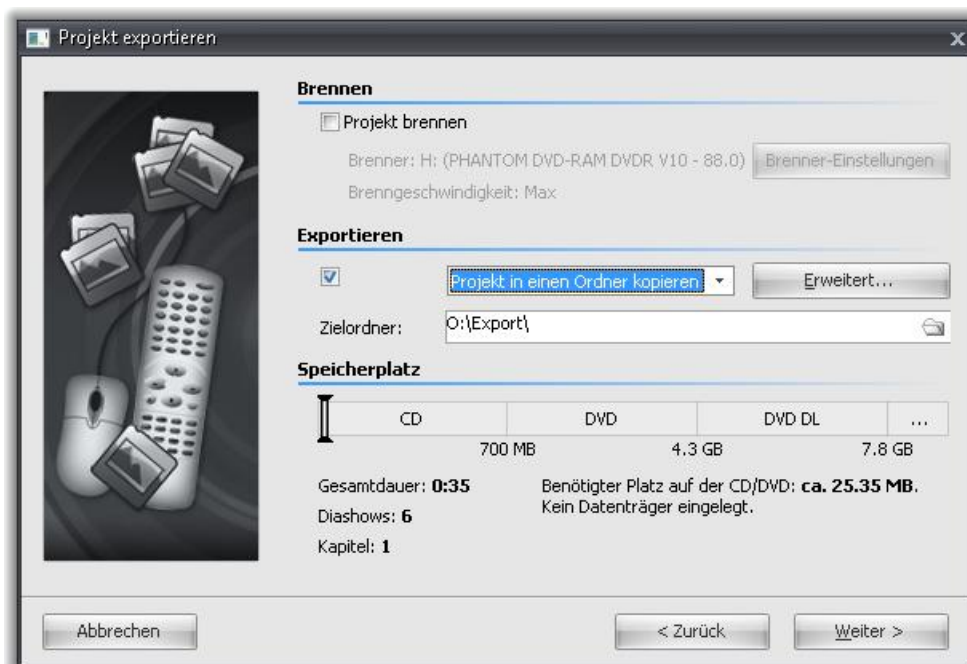 Projekt exportieren
Brennen
Projekt brennen
Brenner: H: (PHANTOM DVD-RAM DVDR V10 - 88.0) Brenner-Einstellungen
Brenngeschwindigkeit: Max
Exportieren
Projekt in einen Ordner kopieren Erweitert...
Zielordner: O:\Export\
Speicherplatz
CD DVD DVD DL ...
700 MB 4.3 GB 7.8 GB
Gesamtdauer: 0:35 Benötigter Platz auf der CD/DVD: ca. 25.35 MB.
Kein Datenträger eingelegt.
Diashows: 6
Kapitel: 1
Abbrechen < Zurück Weiter >